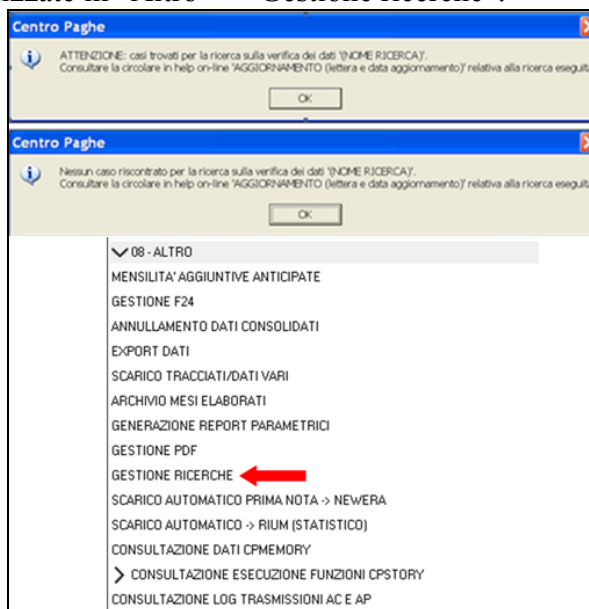 Centro Paghe
ATTENZIONE: casi trovati per la ricerca sulla verifica dei dati '(NOME RICERCA)'.
Consultare la circolare in help on-line 'AGGIORNAMENTO (lettera e data aggiornamento)' relativa alla ricerca eseguit
OK
Centro Paghe
Nessun caso riscontrato per la ricerca sulla verifica dei dati '(NOME RICERCA)'.
Consultare la circolare in help on-line 'AGGIORNAMENTO (lettera e data aggiornamento)' relativa alla ricerca eseguit
OK
08 - ALTRO
MENSILITA' AGGIUNTIVE ANTICIPATE
GESTIONE F24
ANNULLAMENTO DATI CONSOLIDATI
EXPORT DATI
SCARICO TRACCIATI/DATI VARI
ARCHIVIO MESI ELABORATI
GENERAZIONE REPORT PARAMETRICI
GESTIONE PDF
GESTIONE RICERCHE
SCARICO AUTOMATICO PRIMA NOTA -> NEWERA
SCARICO AUTOMATICO -> RIUM (STATISTICO)
CONSULTAZIONE DATI CPMEMORY
CONSULTAZIONE ESECUZIONE FUNZIONI CPSTORY
CONSULTAZIONE LOG TRASMISSIONI AC E AP